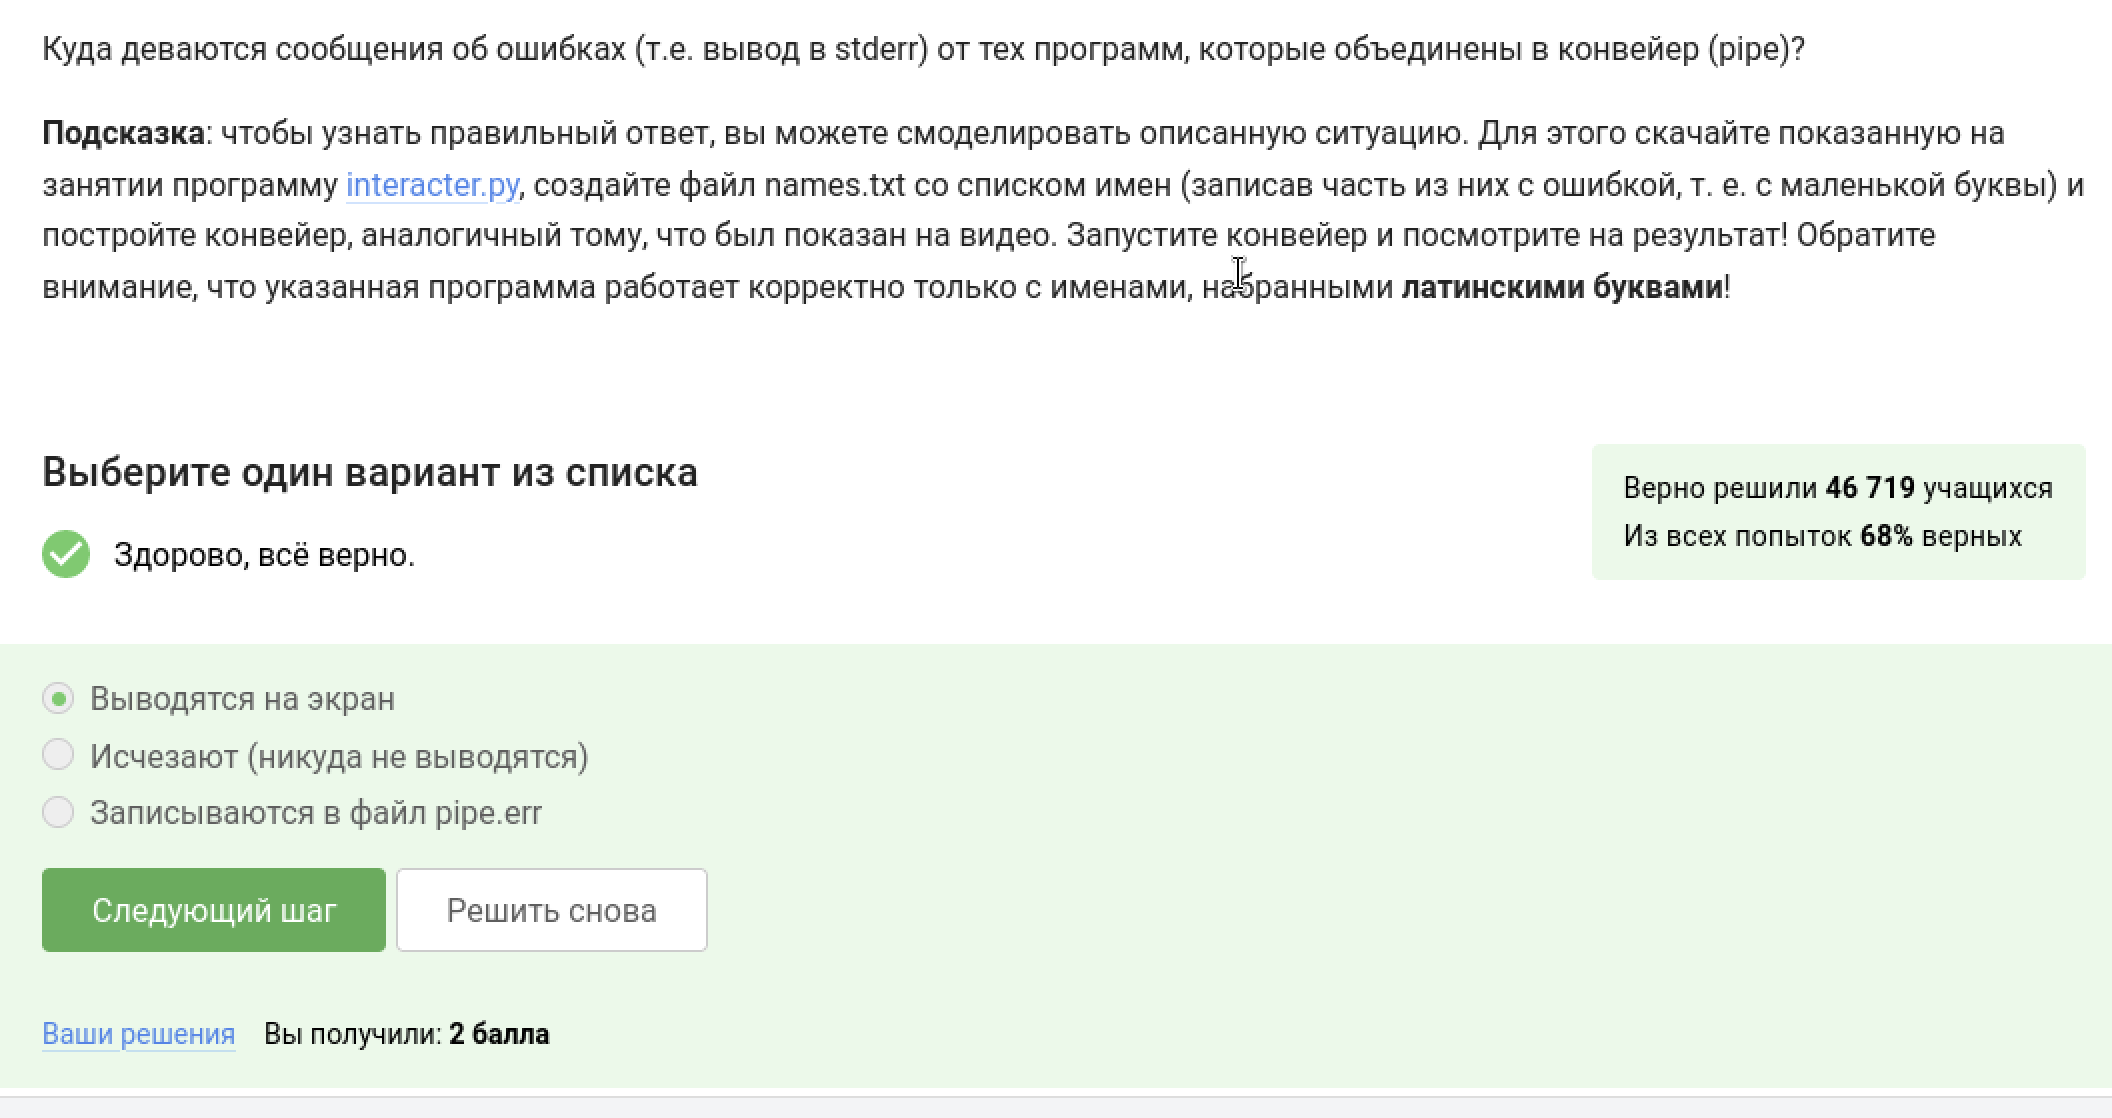 Куда деваются сообщения об ошибках (т.е. вывод в stderr) от тех программ, которые объединены в конвейер (pipe)?
Подсказка: чтобы узнать правильный ответ, вы можете смоделировать описанную ситуацию. Для этого скачайте показанную на
занятии программу interacter.py, создайте файл names.txt со списком имен (записав часть из них с ошибкой, т. е. с маленькой буквы) и
постройте конвейер, аналогичный тому, что был показан на видео. Запустите конвейер и посмотрите на результат! Обратите
внимание, что указанная программа работает корректно только с именами, набранными латинскими буквами!
Выберите один вариант из списка
Здорово, всё верно.
Верно решили 46 719 учащихся
Из всех попыток 68% верных
Выводятся на экран
Исчезают (никуда не выводятся)
Записываются в файл pipe.err
Следующий шаг
Решить снова
Ваши решения Вы получили: 2 балла